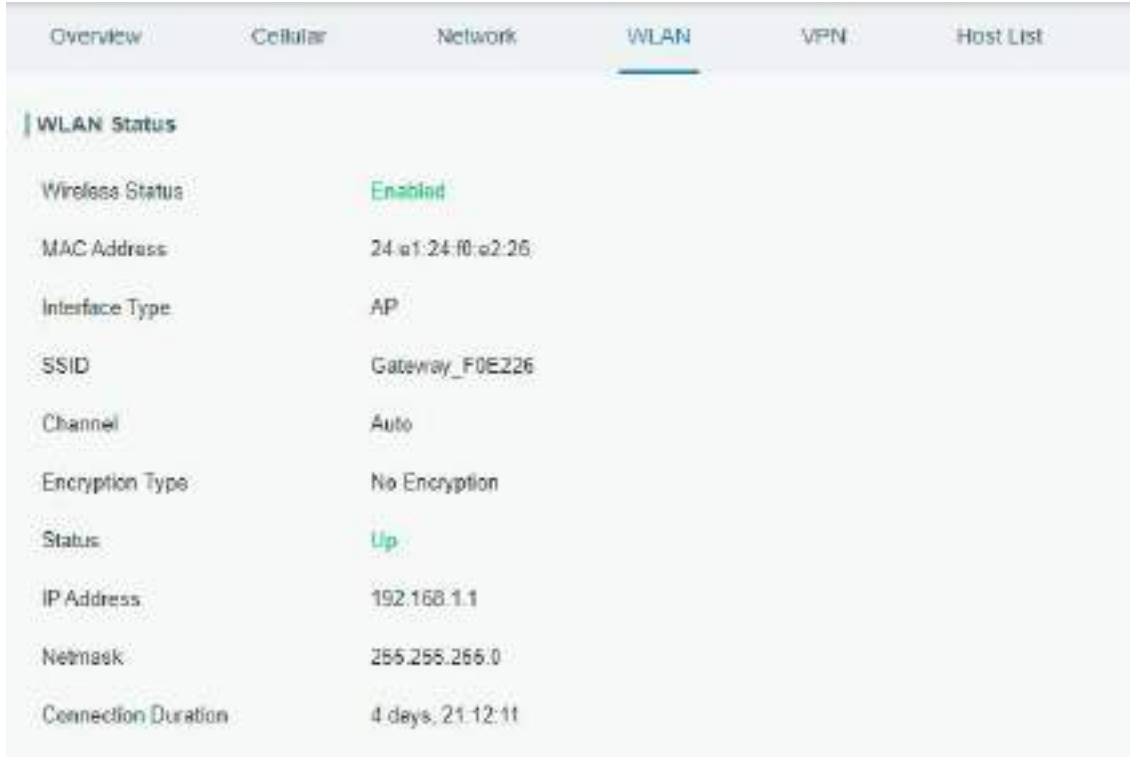 Overview Cellular Network WLAN VPN Host List
WLAN Status
Wireless Status Enabled
MAC Address 24:e1:24:f0:e2:26
Interface Type AP
SSID Gateway_F0E226
Channel Auto
Encryption Type No Encryption
Status Up
IP Address 192.168.1.1
Netmask 255.255.255.0
Connection Duration 4 days, 21:12:11